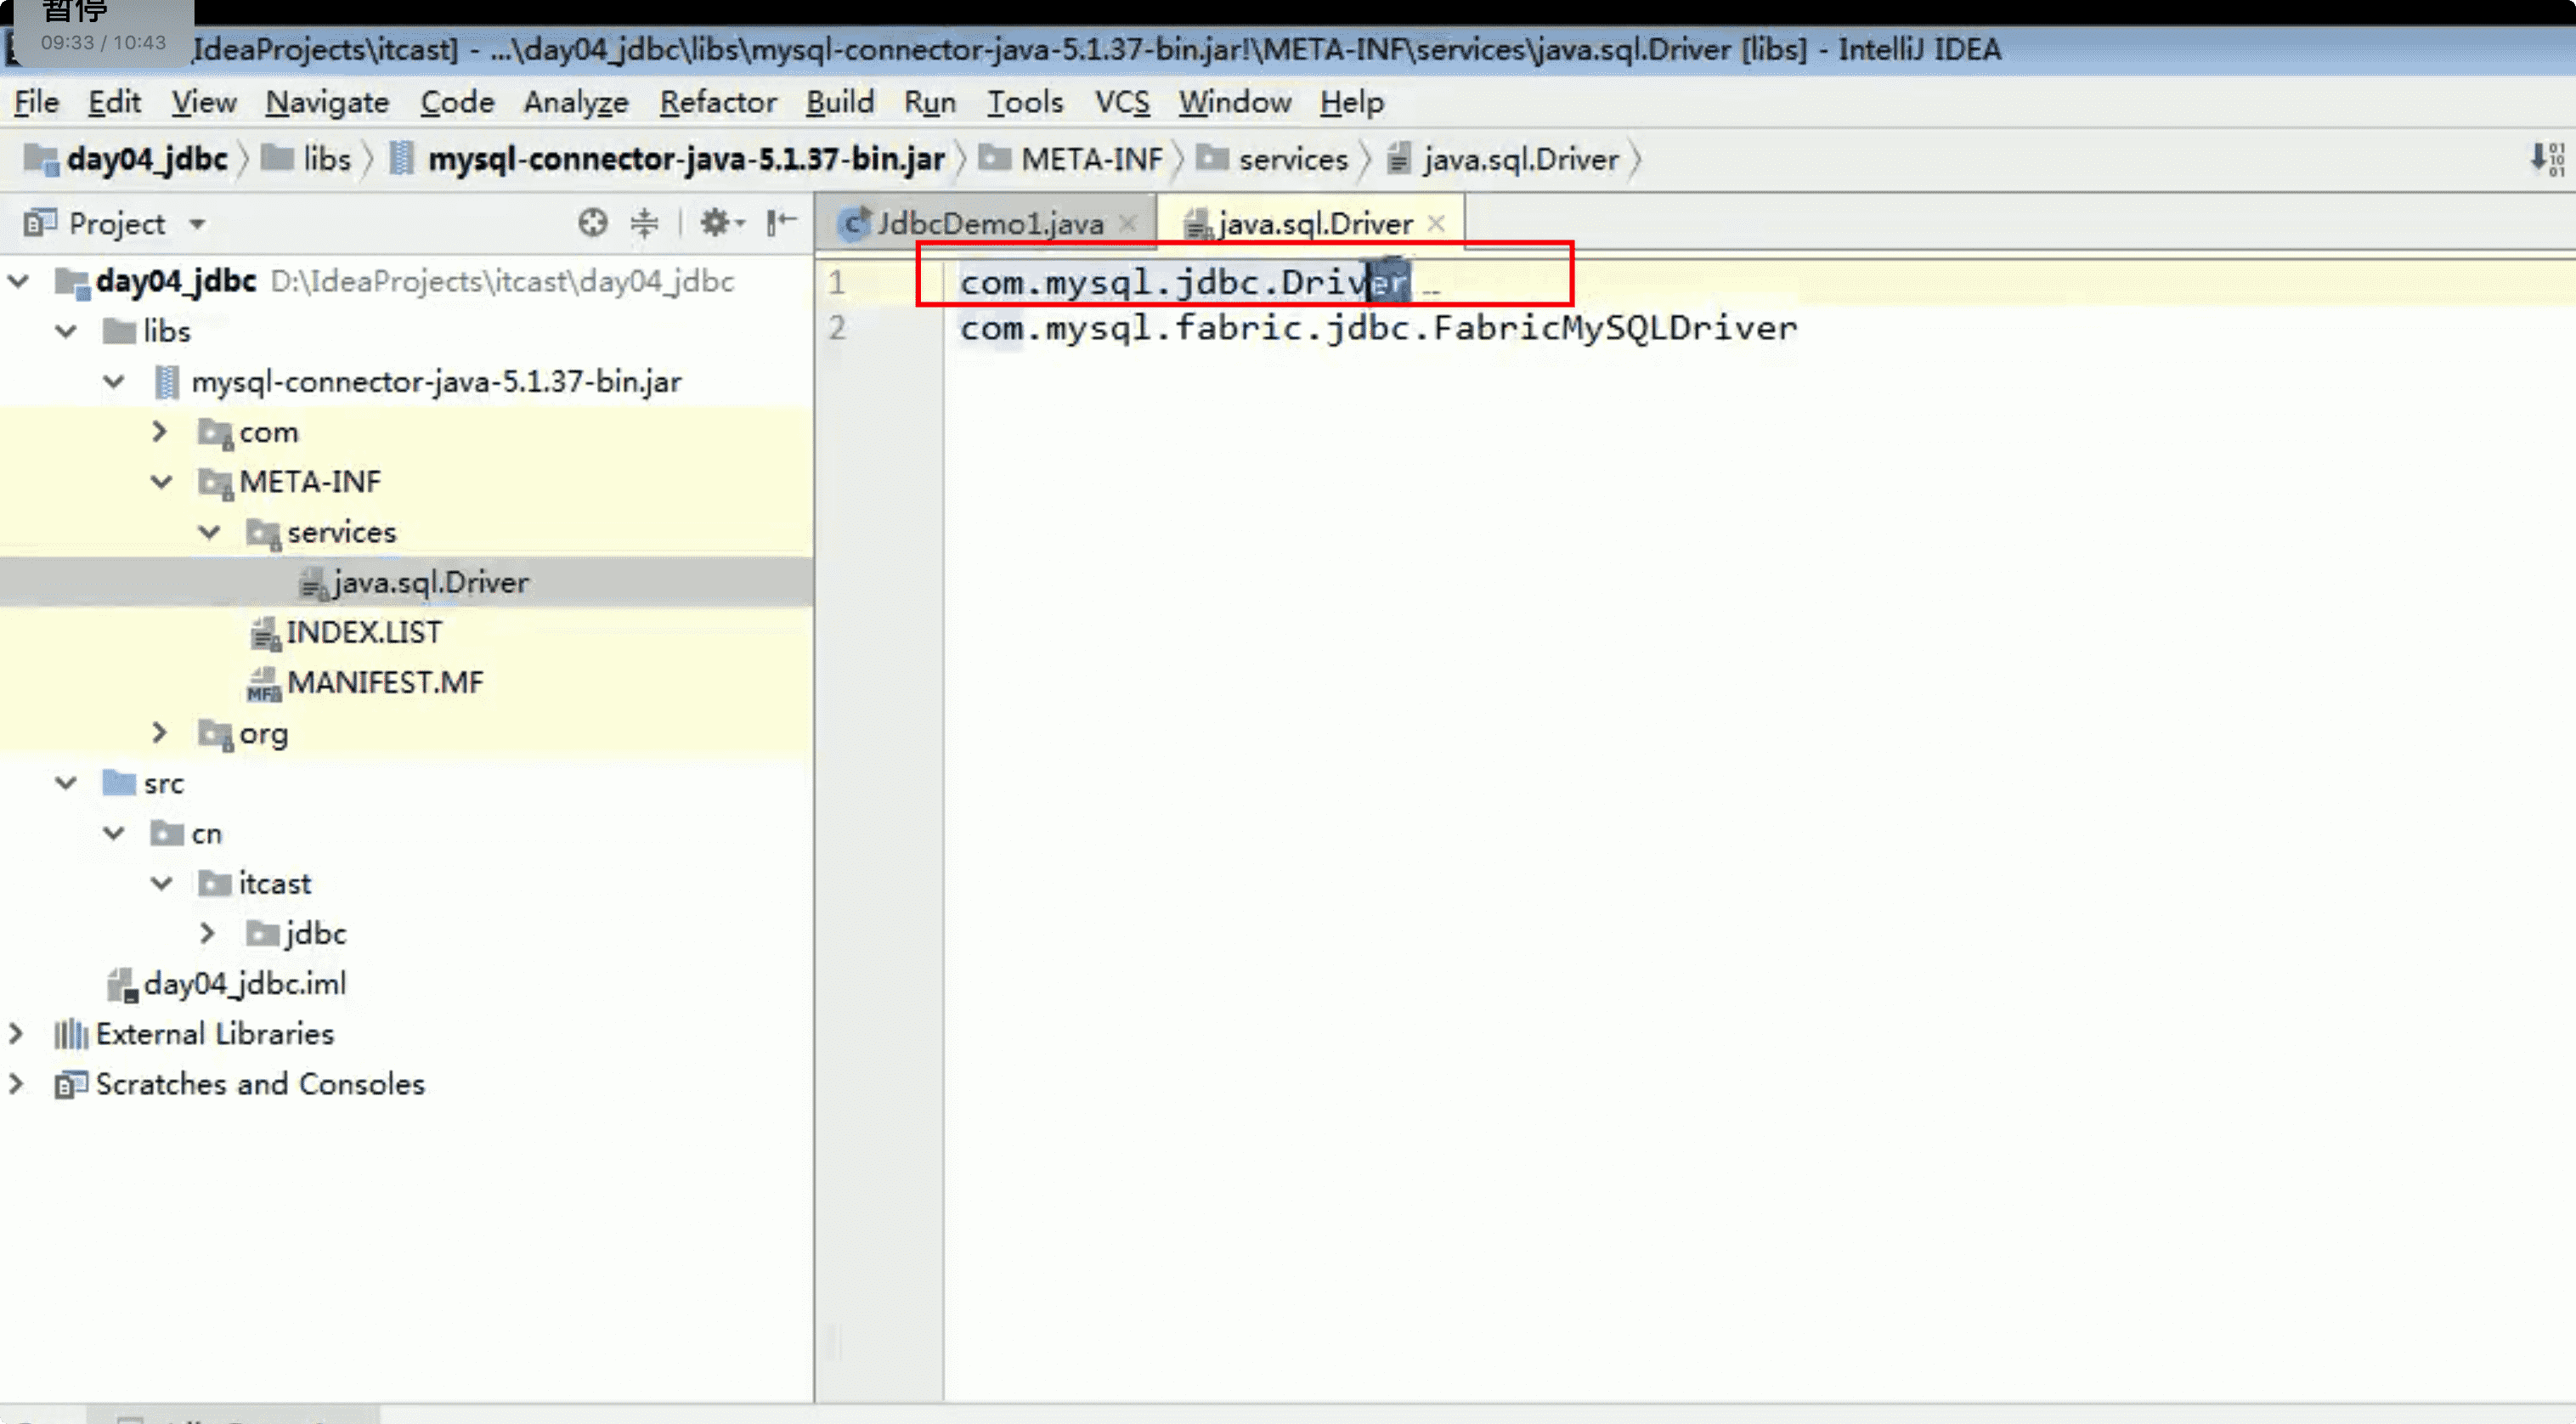 暂停
09:33 / 10:43
IdeaProjects\itcast] - ...\day04_jdbc\libs\mysql-connector-java-5.1.37-bin.jar!\META-INF\services\java.sql.Driver [libs] - IntelliJ IDEA
File Edit View Navigate Code Analyze Refactor Build Run Tools VCS Window Help
day04_jdbc libs mysql-connector-java-5.1.37-bin.jar META-INF services java.sql.Driver
Project
JdbcDemo1.java java.sql.Driver
day04_jdbc D:\IdeaProjects\itcast\day04_jdbc
libs
mysql-connector-java-5.1.37-bin.jar
com
META-INF
services
java.sql.Driver
INDEX.LIST
MANIFEST.MF
org
src
cn
itcast
jdbc
day04_jdbc.iml
External Libraries
Scratches and Consoles
1 com.mysql.jdbc.Driver
2 com.mysql.fabric.jdbc.FabricMySQLDriver